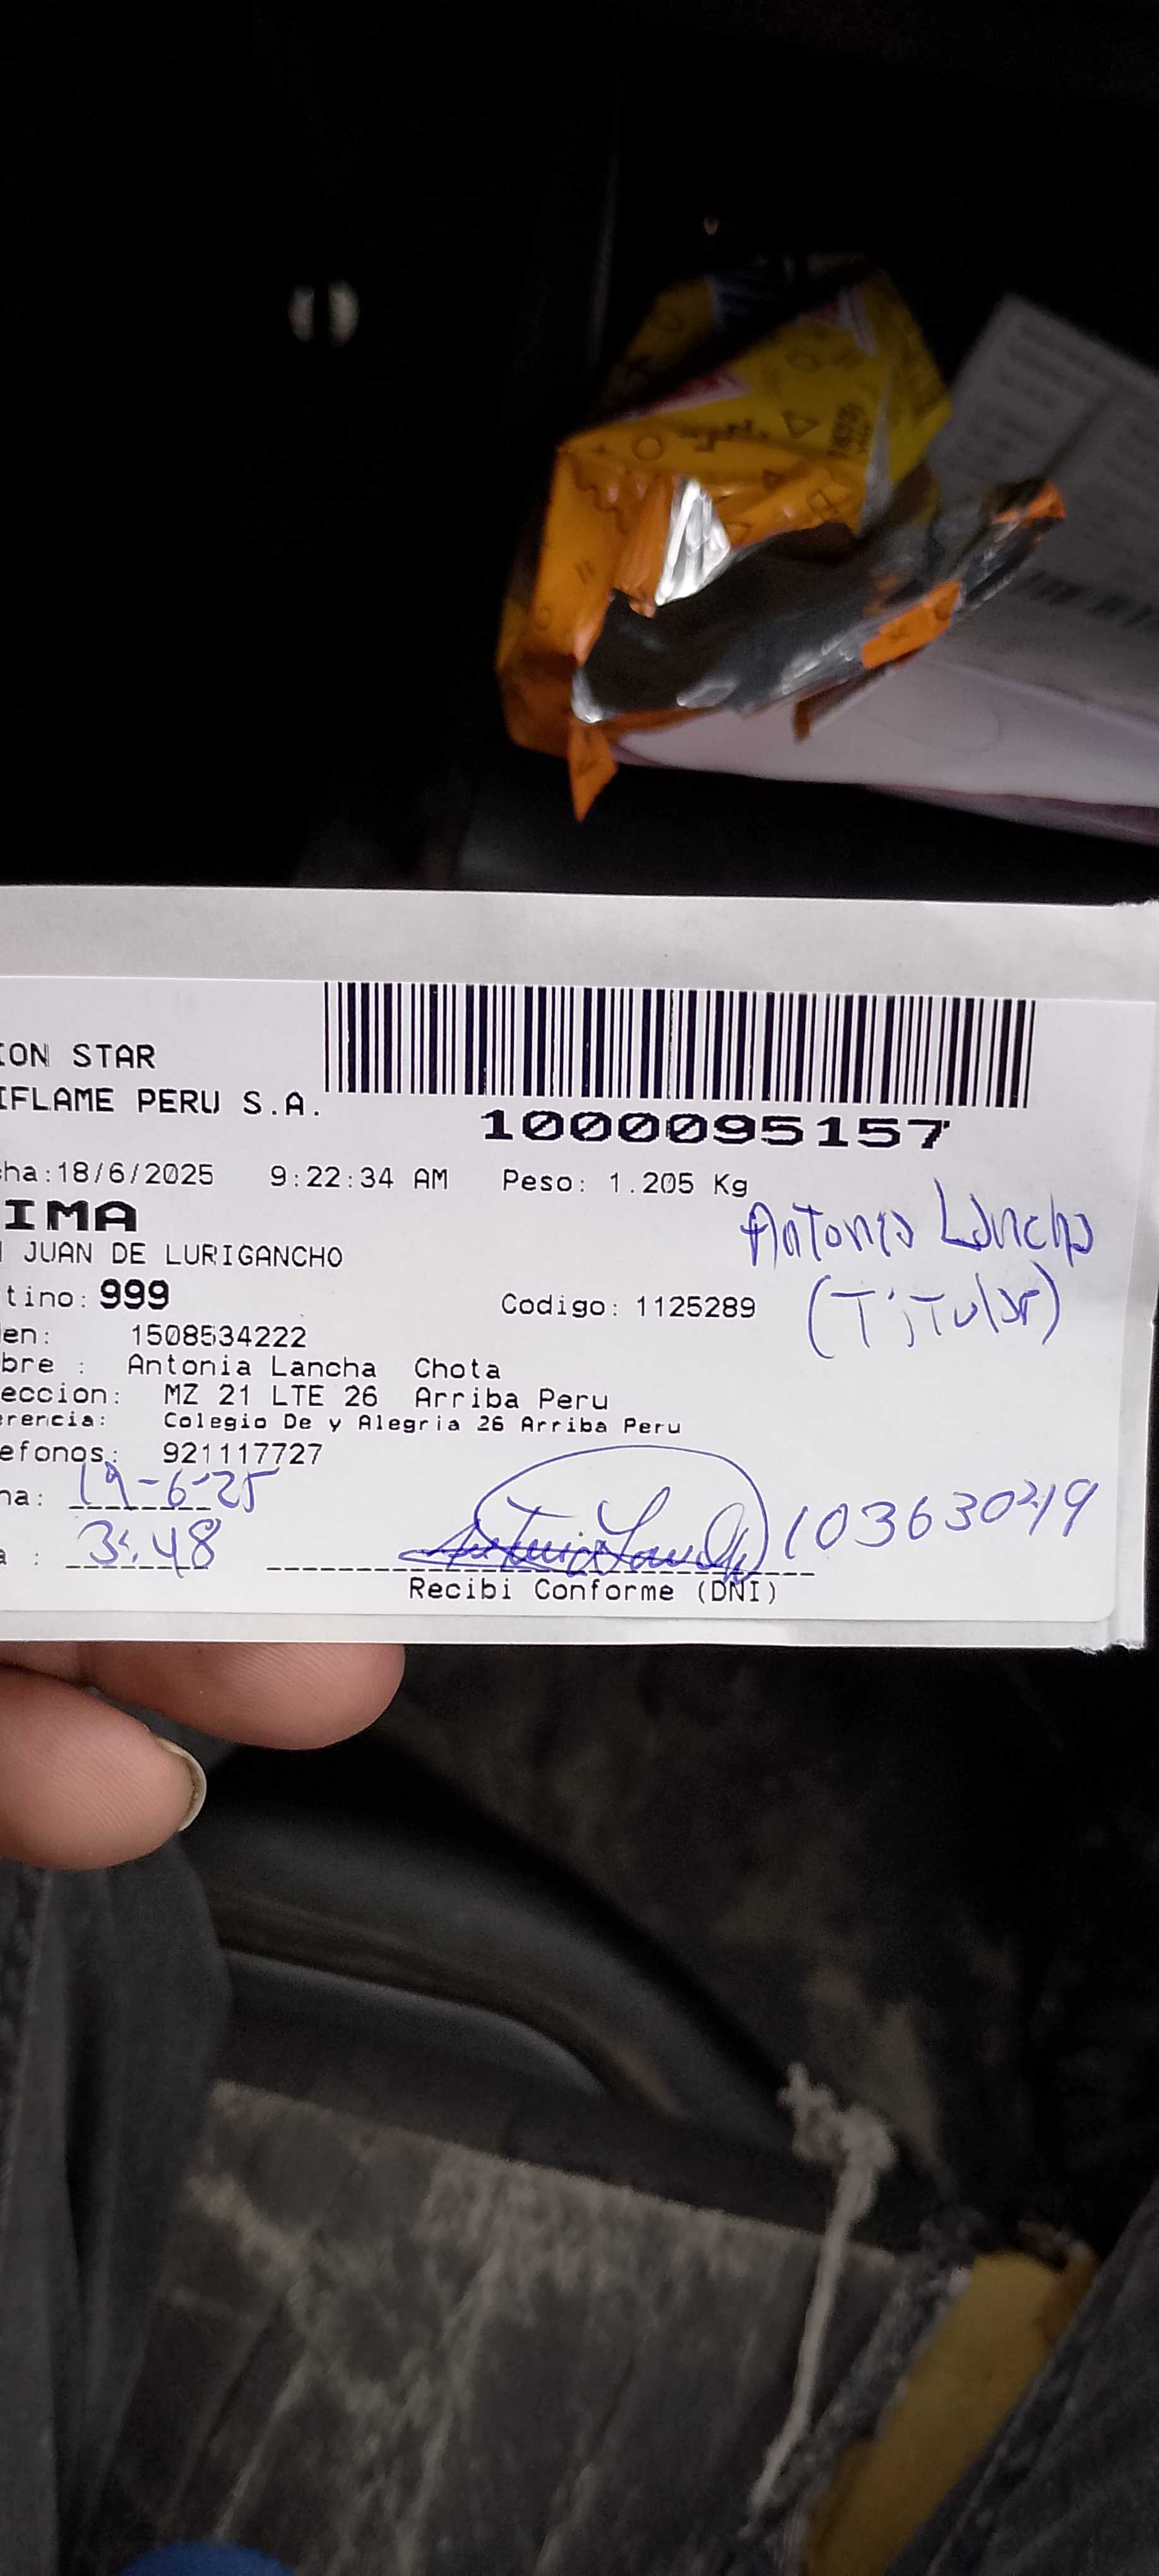 ION STAR
IFLAME PERU S.A.
1000095157
cha:18/6/2025 9:22:34 AM Peso: 1.205 Kg
IMA
Antonia Lancha
JUAN DE LURIGANCHO
(Titular)
tino: 999 Codigo: 1125289
en: 1508534222
bre : Antonia Lancha Chota
eccion: MZ 21 LTE 26 Arriba Peru
erencia: Colegio De y Alegria 26 Arriba Peru
efonos: 921117727
ha: 19-6-25
a : 3:48
Recibi Conforme (DNI)